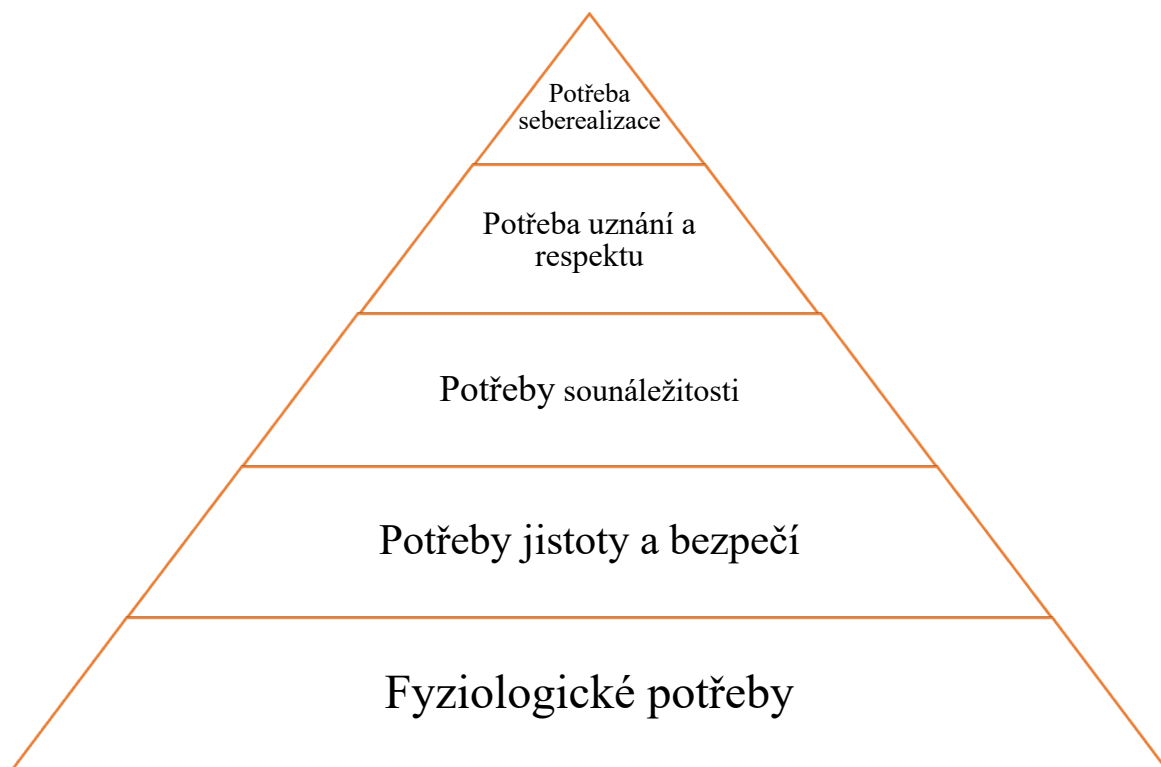 Potřeba
seberealizace
Potřeba uznání a
respektu
Potřeby sounáležitosti
Potřeby jistoty a bezpečí
Fyziologické potřeby